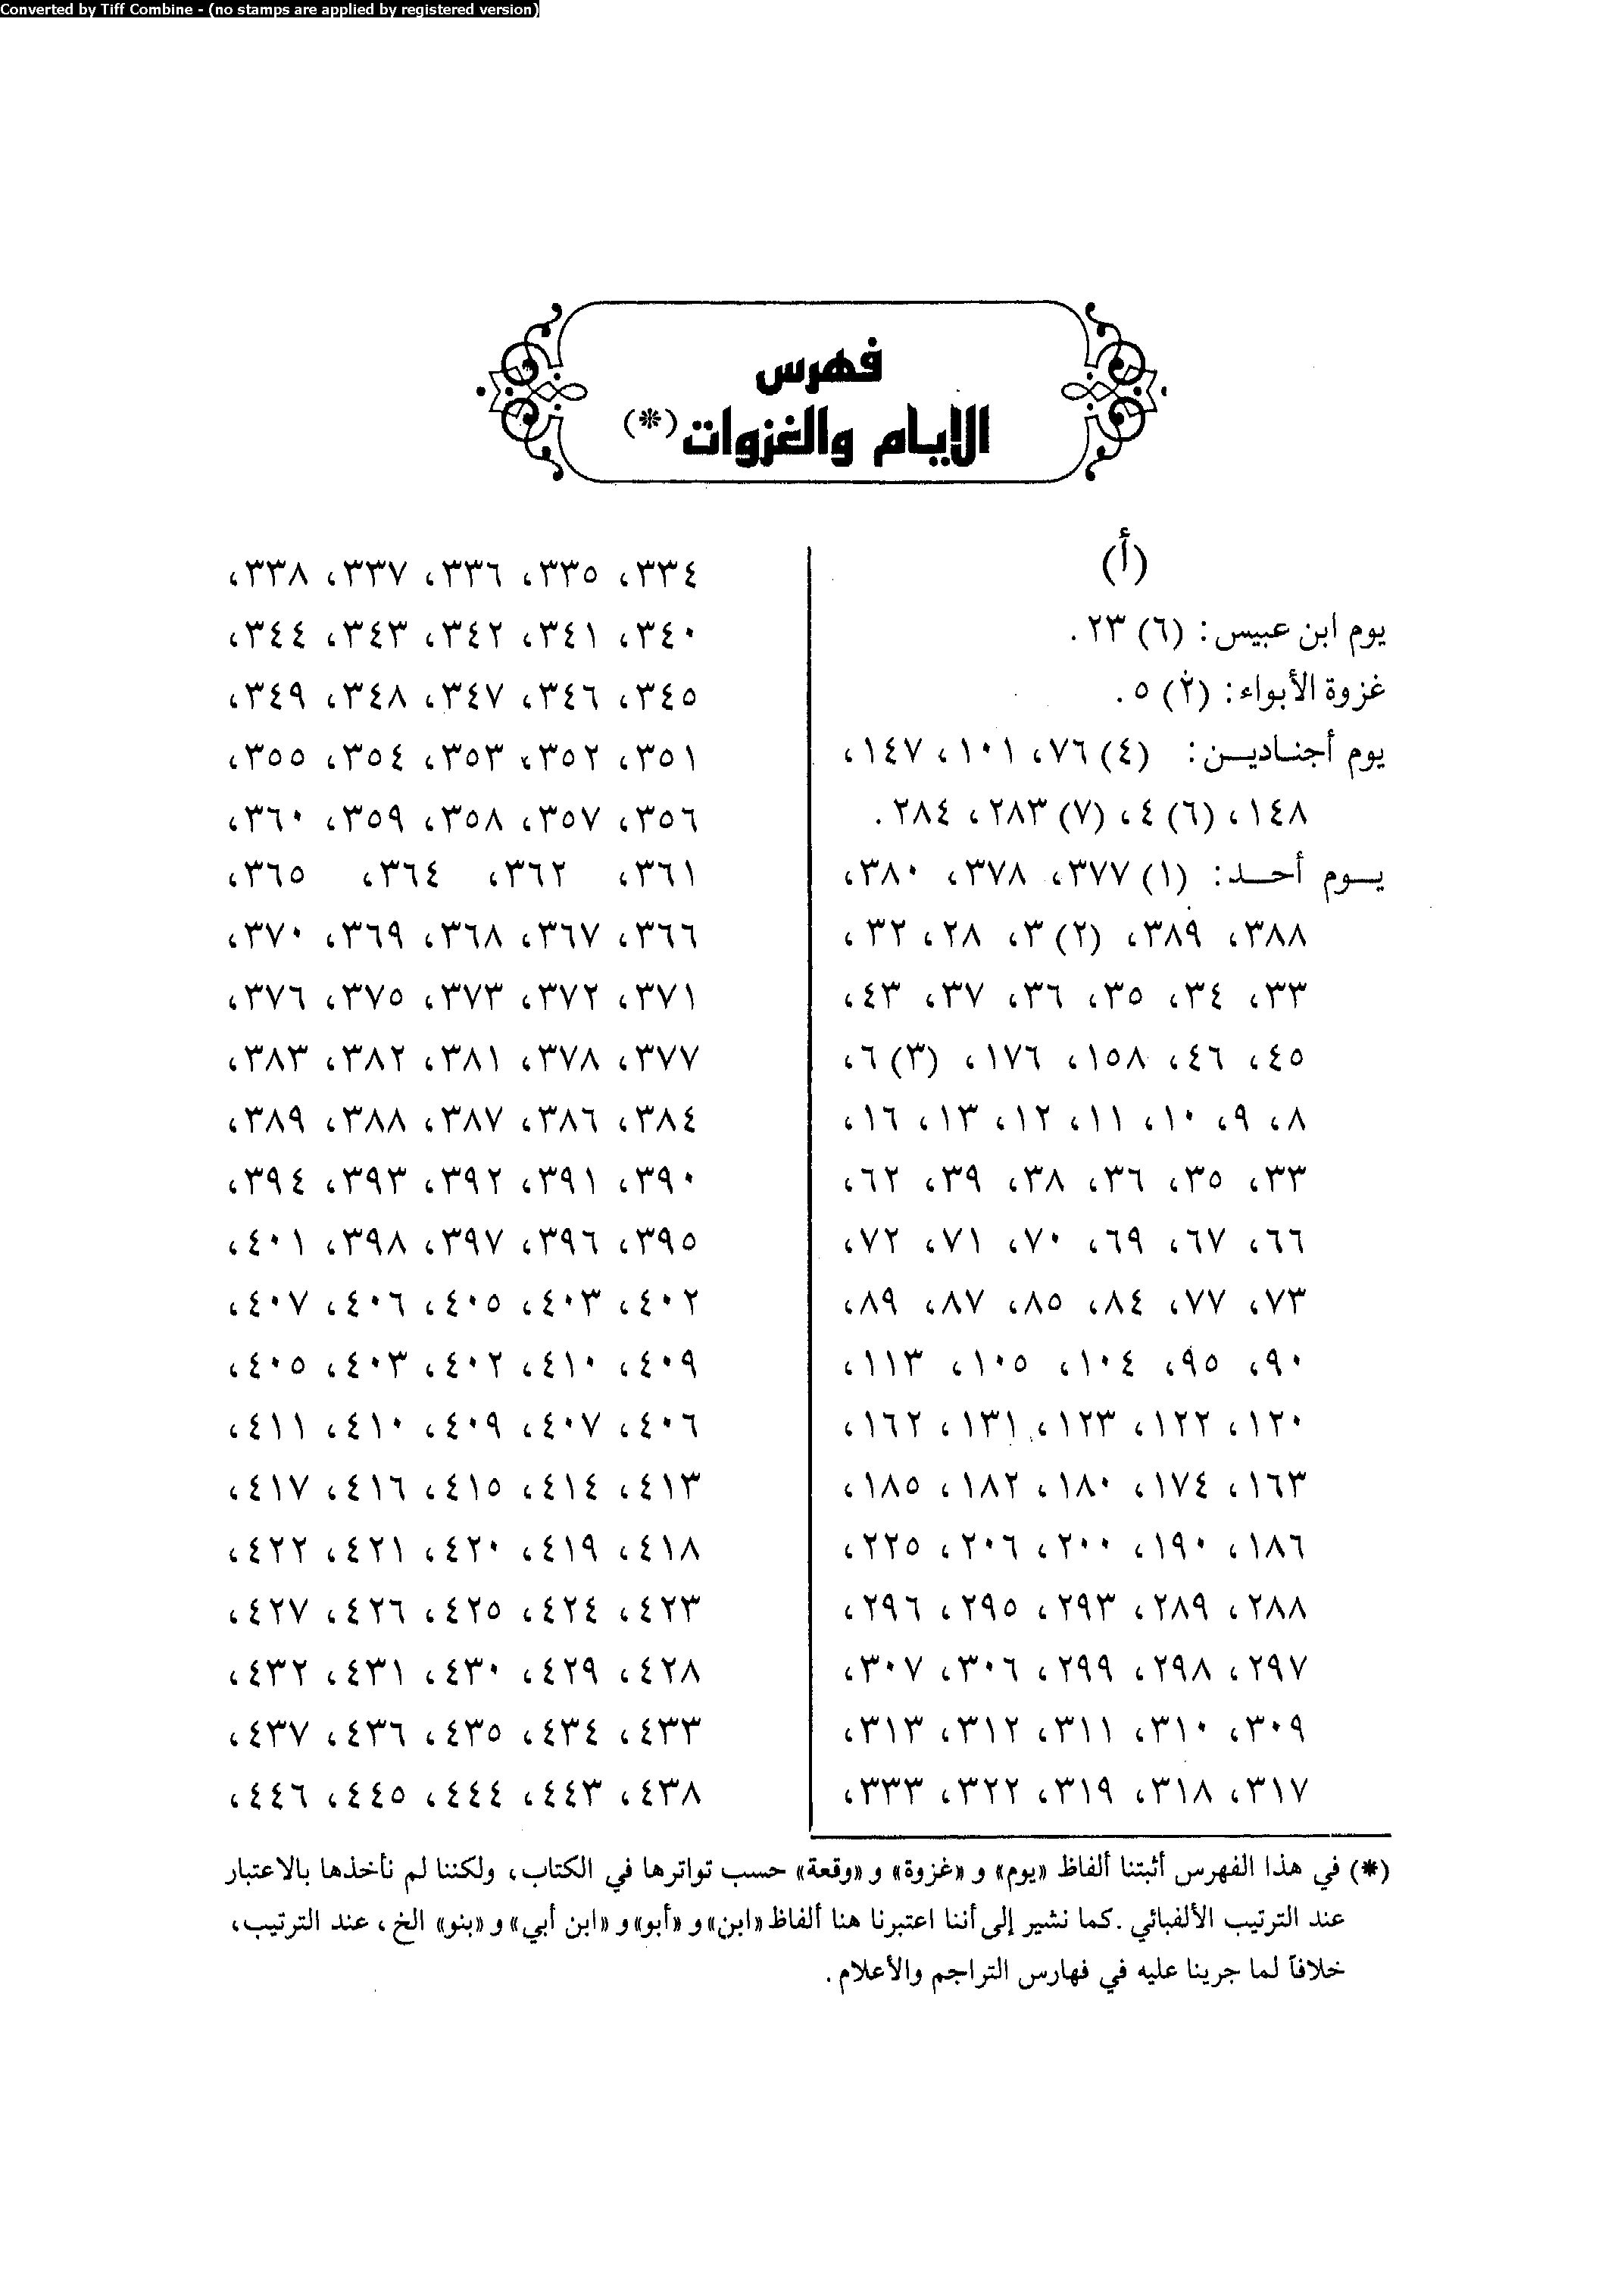 Converted by Tiff Combine - (no stamps are applied by registered version)
فهرس
الأيام والغزوات(*)
(أ)
يوم ابن عبيس: (٦) ٢٣.
غزوة الأبواء: (٢) ٥.
يوم أجنـاديـن: (٤) ٧٦، ١٠١، ١٤٧،
١٤٨، (٦) ٤، (٧) ٢٨٣، ٢٨٤.
يـوم أحـد: (١) ٣٧٧، ٣٧٨، ٣٨٠،
٣٨٨، ٣٨٩، (٢) ٣، ٢٨، ٣٢،
٣٣، ٣٤، ٣٥، ٣٦، ٣٧، ٤٣،
٤٥، ٤٦، ١٥٨، ١٧٦، (٣) ٦،
٨، ٩، ١٠، ١١، ١٢، ١٣، ١٦،
٣٣، ٣٥، ٣٦، ٣٨، ٣٩، ٦٢،
٦٦، ٦٧، ٦٩، ٧٠، ٧١، ٧٢،
٧٣، ٧٧، ٨٤، ٨٥، ٨٧، ٨٩،
٩٠، ٩٥، ١٠٤، ١٠٥، ١١٣،
١٢٠، ١٢٢، ١٢٣، ١٣١، ١٦٢،
١٦٣، ١٧٤، ١٨٠، ١٨٢، ١٨٥،
١٨٦، ١٩٠، ٢٠٠، ٢٠٦، ٢٢٥،
٢٨٨، ٢٨٩، ٢٩٣، ٢٩٥، ٢٩٦،
٢٩٧، ٢٩٨، ٢٩٩، ٣٠٦، ٣٠٧،
٣٠٩، ٣١٠، ٣١١، ٣١٢، ٣١٣،
٣١٧، ٣١٨، ٣١٩، ٣٢٢، ٣٣٣،
٣٣٤، ٣٣٥، ٣٣٦، ٣٣٧، ٣٣٨،
٣٤٠، ٣٤١، ٣٤٢، ٣٤٣، ٣٤٤،
٣٤٥، ٣٤٦، ٣٤٧، ٣٤٨، ٣٤٩،
٣٥١، ٣٥٢، ٣٥٣، ٣٥٤، ٣٥٥،
٣٥٦، ٣٥٧، ٣٥٨، ٣٥٩، ٣٦٠،
٣٦١، ٣٦٢، ٣٦٤، ٣٦٥،
٣٦٦، ٣٦٧، ٣٦٨، ٣٦٩، ٣٧٠،
٣٧١، ٣٧٢، ٣٧٣، ٣٧٥، ٣٧٦،
٣٧٧، ٣٧٨، ٣٨١، ٣٨٢، ٣٨٣،
٣٨٤، ٣٨٦، ٣٨٧، ٣٨٨، ٣٨٩،
٣٩٠، ٣٩١، ٣٩٢، ٣٩٣، ٣٩٤،
٣٩٥، ٣٩٦، ٣٩٧، ٣٩٨، ٤٠١،
٤٠٢، ٤٠٣، ٤٠٥، ٤٠٦، ٤٠٧،
٤٠٩، ٤١٠، ٤٠٢، ٤٠٣، ٤٠٥،
٤٠٦، ٤٠٧، ٤٠٩، ٤١٠، ٤١١،
٤١٣، ٤١٤، ٤١٥، ٤١٦، ٤١٧،
٤١٨، ٤١٩، ٤٢٠، ٤٢١، ٤٢٢،
٤٢٣، ٤٢٤، ٤٢٥، ٤٢٦، ٤٢٧،
٤٢٨، ٤٢٩، ٤٣٠، ٤٣١، ٤٣٢،
٤٣٣، ٤٣٤، ٤٣٥، ٤٣٦، ٤٣٧،
٤٣٨، ٤٤٣، ٤٤٤، ٤٤٥، ٤٤٦،
(*) في هذا الفهرس أثبتنا ألفاظ «يوم» و«غزوة» و«وقعة» حسب تواترها في الكتاب، ولكننا لم نأخذها بالاعتبار
عند الترتيب الألفبائي. كما نشير إلى أننا اعتبرنا هنا ألفاظ «ابن» و«أبو» و«ابن أبي» و«بنو» الخ، عند الترتيب،
خلافاً لما جرينا عليه في فهارس التراجم والأعلام.